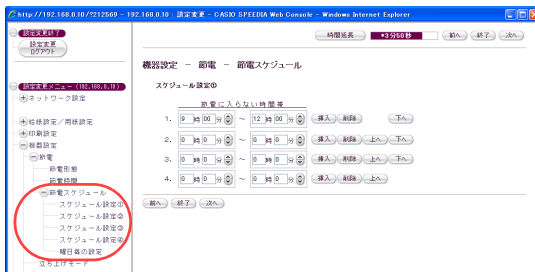 http://192.168.0.10/?212569 - 192.168.0.10 : 設定変更 - CASIO SPEEDIA Web Console - Windows Internet Explorer
設定変更終了
設定変更
ログアウト
時間延長 *3分50秒 前へ 終了 次へ
機器設定 － 節電 － 節電スケジュール
設定変更メニュー (192.168.0.10)
スケジュール設定①
ネットワーク設定
節電に入らない時間帯
給紙設定／用紙設定
印刷設定
機器設定
節電
節電形態
節電時間
節電スケジュール
スケジュール設定①
スケジュール設定②
スケジュール設定③
スケジュール設定④
曜日毎の設定
立ち上げモード
1. 9 時 00 分 ～ 12 時 00 分 挿入 削除 下へ
2. 0 時 00 分 ～ 0 時 00 分 挿入 削除 上へ 下へ
3. 0 時 00 分 ～ 0 時 00 分 挿入 削除 上へ 下へ
4. 0 時 00 分 ～ 0 時 00 分 挿入 削除 上へ
前へ 終了 次へ